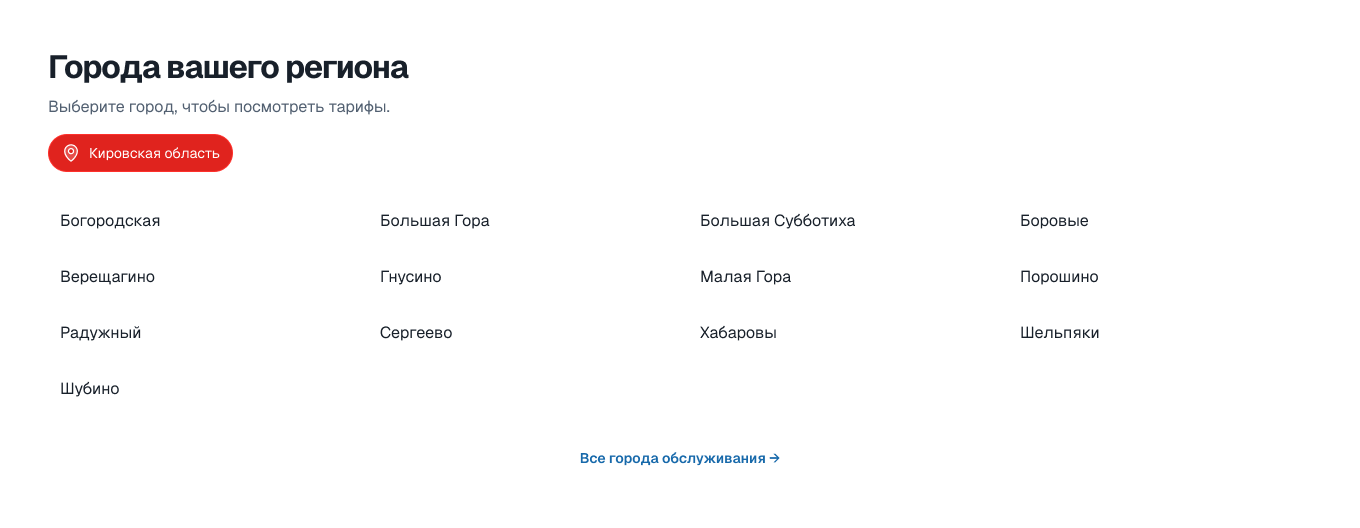 Города вашего региона
Выберите город, чтобы посмотреть тарифы.
Кировская область
Богородская Большая Гора Большая Субботиха Боровые
Верещагино Гнусино Малая Гора Порошино
Радужный Сергеево Хабаровы Шельпяки
Шубино
Все города обслуживания →